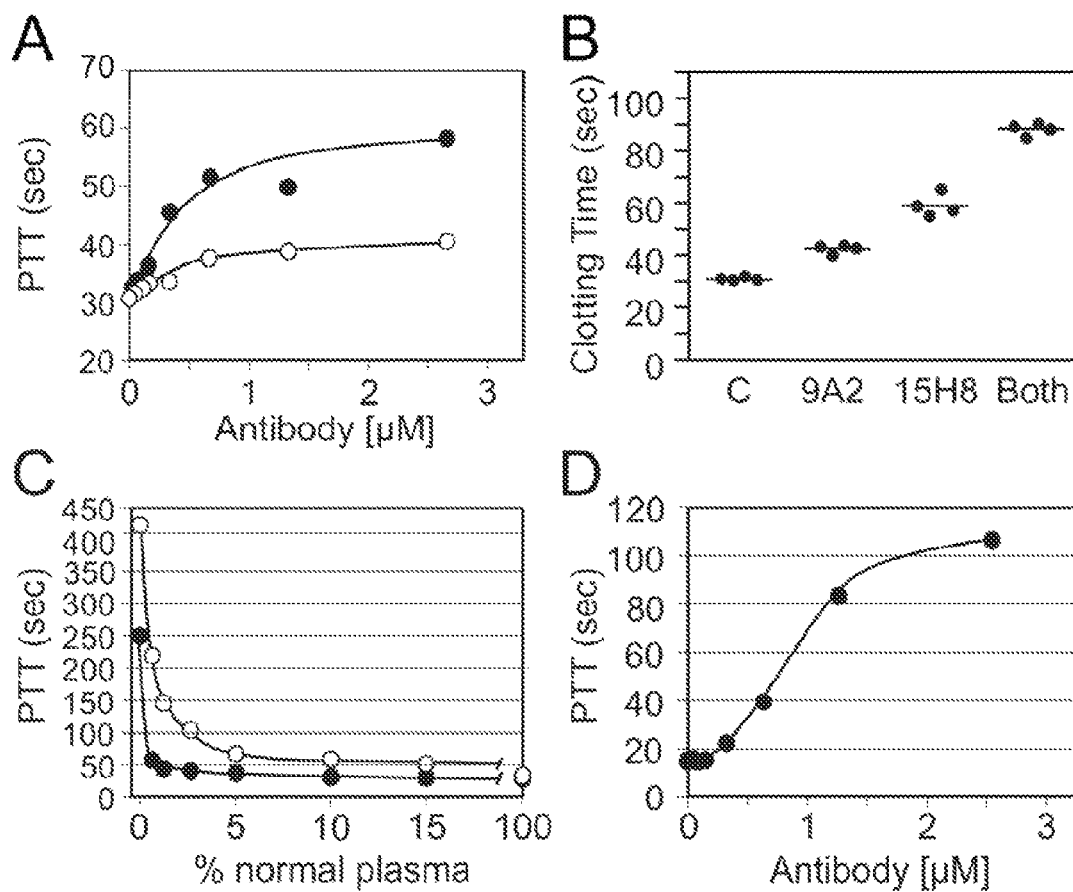 A
PTT (sec)
70
60
50
40
30
20
0 1 2 3
Antibody [µM]
B
Clotting Time (sec)
100
80
60
40
20
0
C 9A2 15H8 Both
C
PTT (sec)
450
400
350
300
250
200
150
100
50
0
0 5 10 15 100
% normal plasma
D
PTT (sec)
120
100
80
60
40
20
0
0 1 2 3
Antibody [µM]